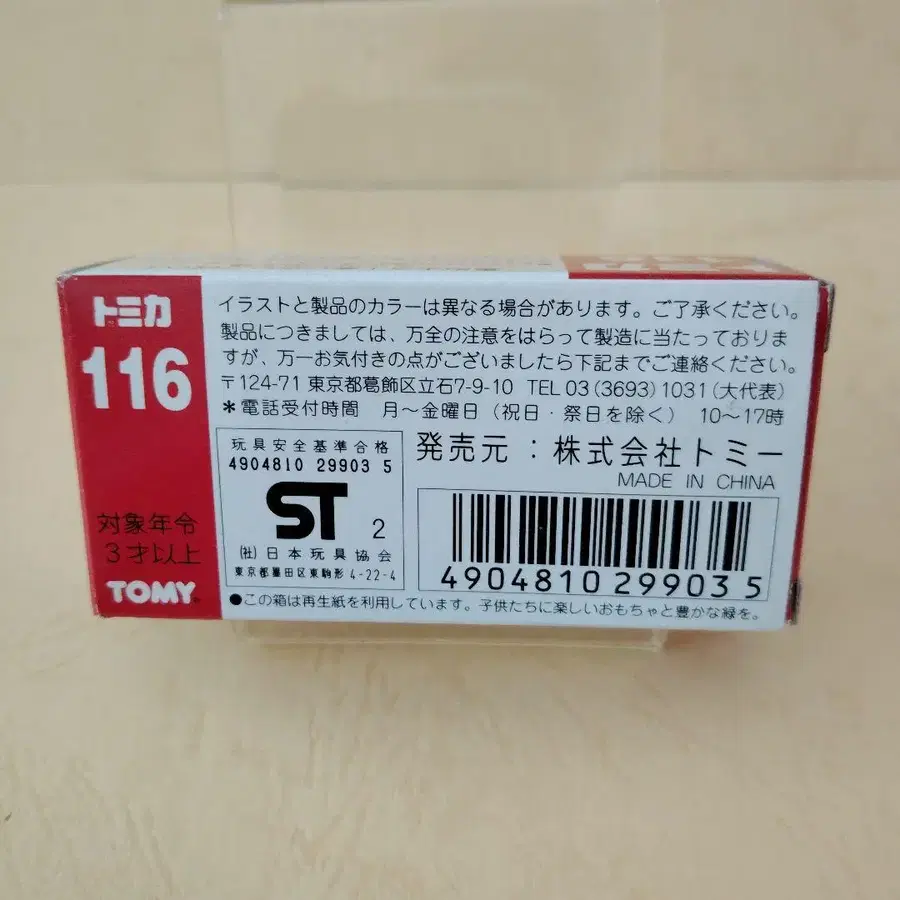 トミカ
116
対象年令
3才以上
TOMY
イラストと製品のカラーは異なる場合があります。ご了承ください。
製品につきましては、万全の注意をはらって製造に当たっておりま
すが、万一お気付きの点がございましたら下記までご連絡ください。
〒124-71 東京都葛飾区立石7-9-10 TEL 03(3693)1031(大代表)
*電話受付時間 月〜金曜日(祝日・祭日を除く) 10〜17時
玩具安全基準合格
4904810 29903 5
ST 2
(社)日本玩具協会
東京都墨田区東駒形 4-22-4
発売元:株式会社トミー
MADE IN CHINA
4904810 299035
●この箱は再生紙を利用しています。子供たちに楽しいおもちゃと豊かな緑を。